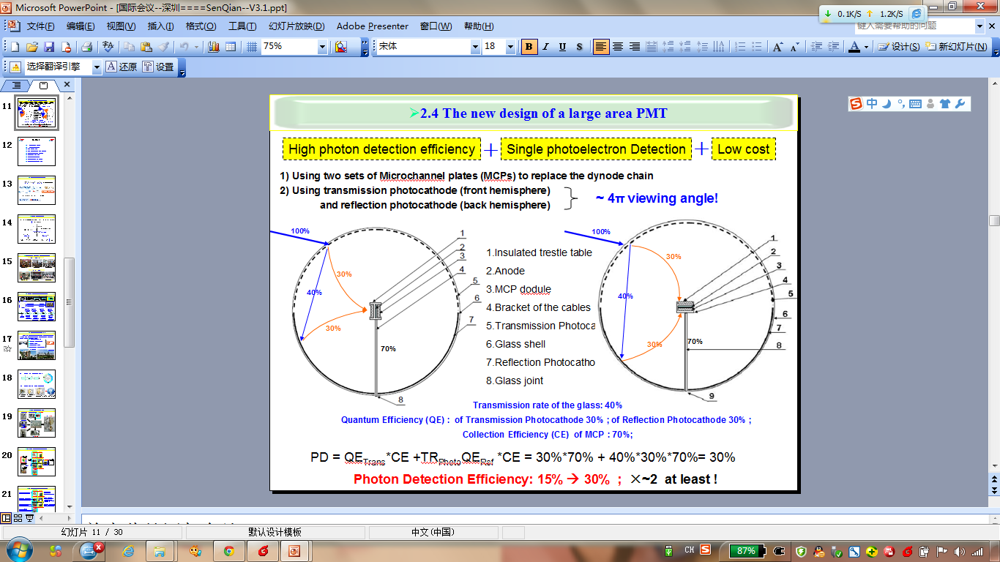 Microsoft PowerPoint - [国际会议--深圳====SenQian--V3.1.ppt]
0.1K/S 1.2K/S
文件(F) 编辑(E) 视图(V) 插入(I) 格式(O) 工具(T) 幻灯片放映(D) Adobe Presenter 窗口(W) 帮助(H)
键入需要帮助的问题
75% 宋体 18 B I U S A A A 设计(S) 新幻灯片(N)
选择翻译引擎 A 还原 设置
中
11
12
13
14
15
16
17
18
19
20
21
2.4 The new design of a large area PMT
High photon detection efficiency + Single photoelectron Detection + Low cost
1) Using two sets of Microchannel plates (MCPs) to replace the dynode chain
2) Using transmission photocathode (front hemisphere)
and reflection photocathode (back hemisphere)
~ 4π viewing angle!
100%
30%
40%
30%
70%
1
2
3
4
5
6
7
8
1.Insulated trestle table
2.Anode
3.MCP dodule
4.Bracket of the cables
5.Transmission Photoca
6.Glass shell
7.Reflection Photocatho
8.Glass joint
100%
30%
40%
30%
70%
1
2
3
4
5
6
7
8
9
Transmission rate of the glass: 40%
Quantum Efficiency (QE) : of Transmission Photocathode 30% ; of Reflection Photocathode 30% ;
Collection Efficiency (CE) of MCP : 70%;
PD = QETrans*CE +TRPhotoQERef *CE = 30%*70% + 40%*30%*70%= 30%
Photon Detection Efficiency: 15% → 30% ; ×~2 at least !
幻灯片 11 / 30 默认设计模板 中文(中国)
CH 87%